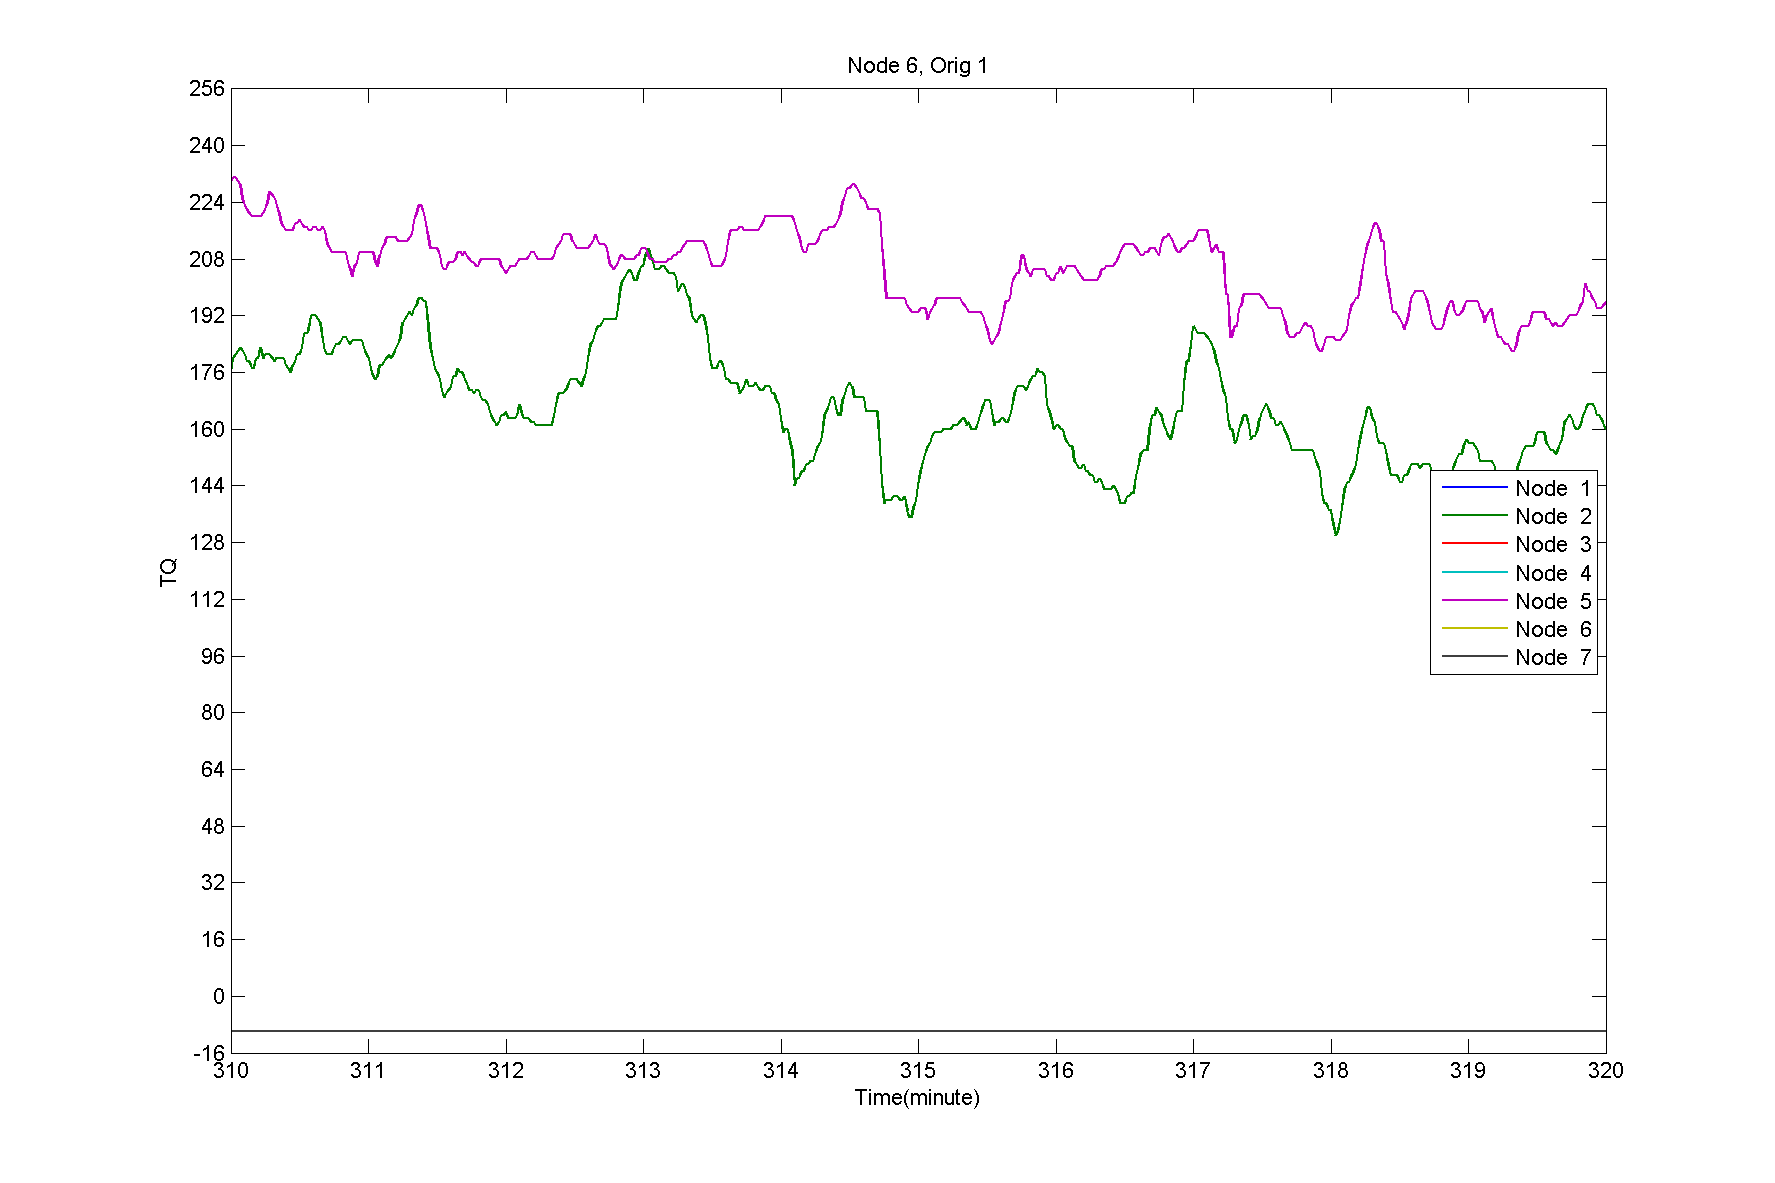 Node 6, Orig 1
256
240
224
208
192
176
160
144
128
112
96
80
64
48
32
16
0
-16
TQ
310 311 312 313 314 315 316 317 318 319 320
Time(minute)
Node 1
Node 2
Node 3
Node 4
Node 5
Node 6
Node 7